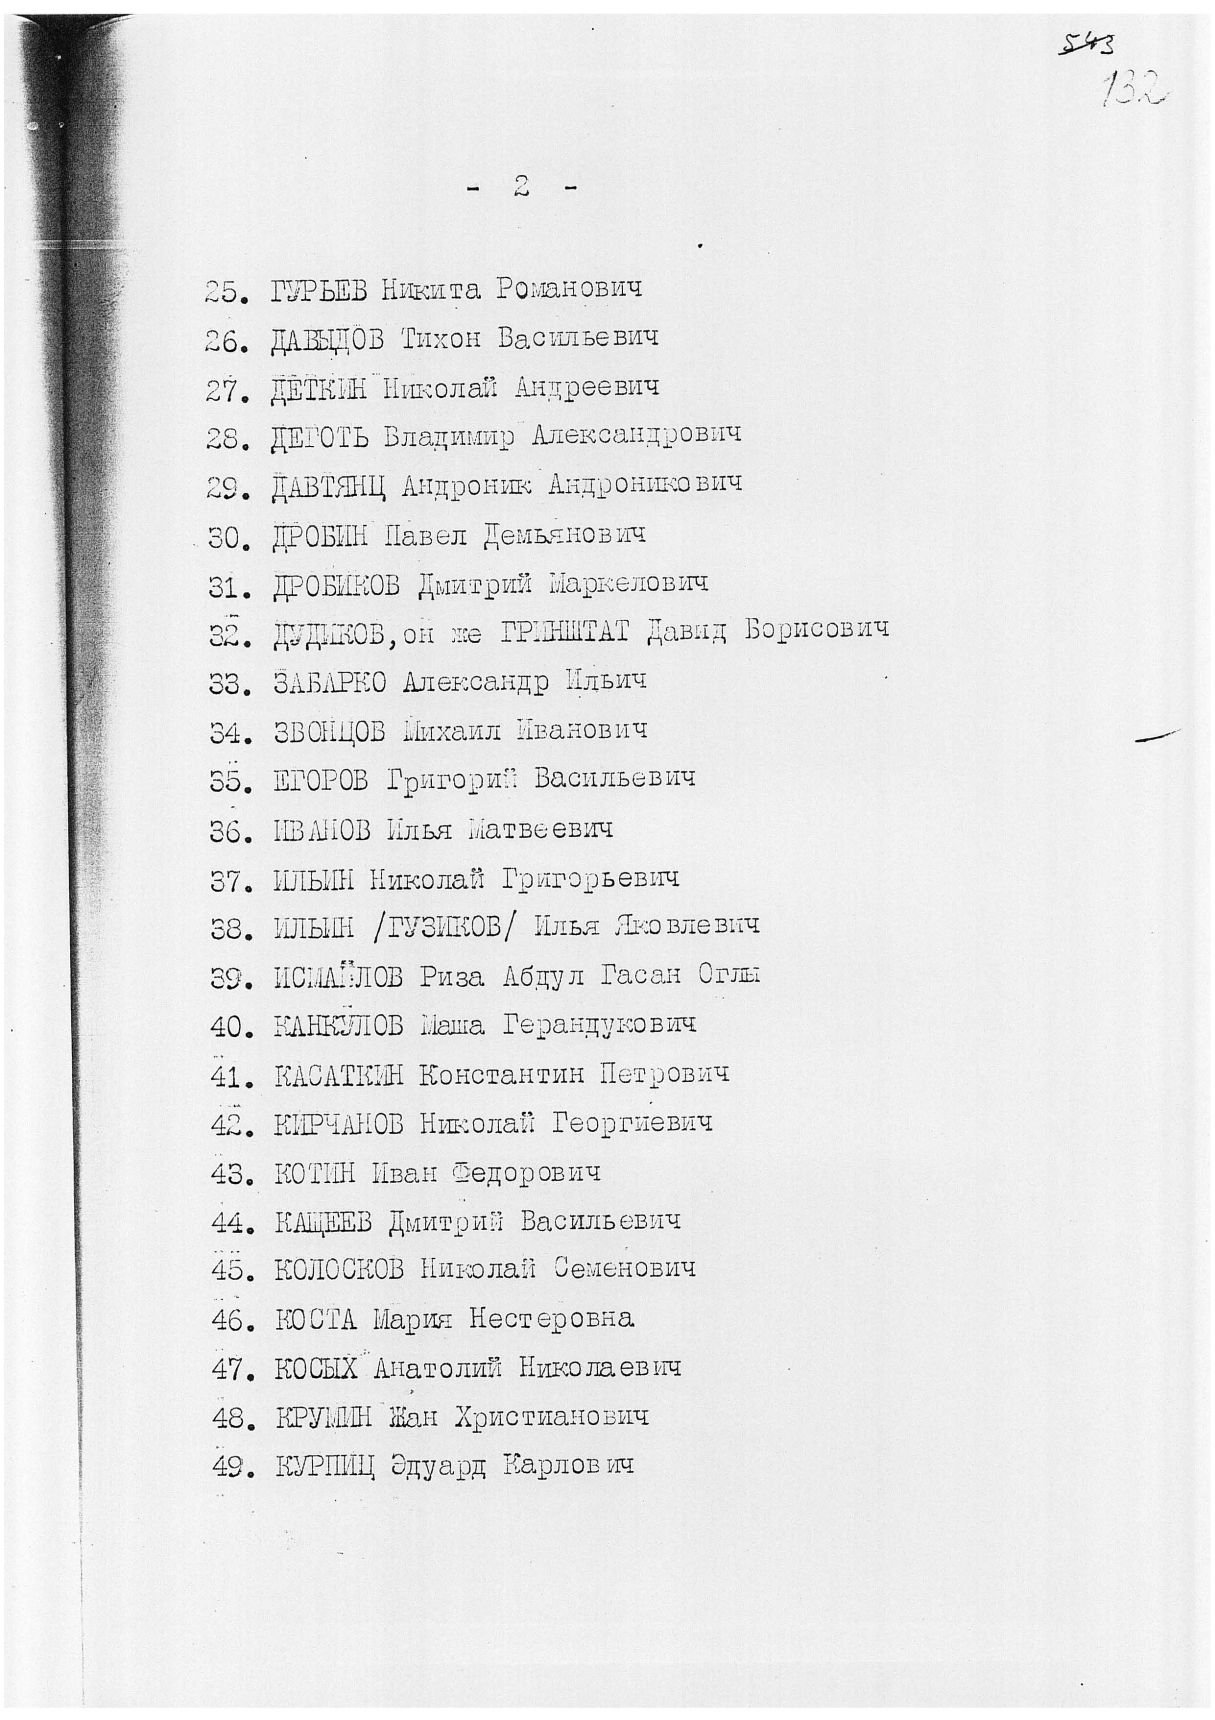 543
132
- 2 -
25. ГУРЬЕВ Никита Романович
26. ДАВЫДОВ Тихон Васильевич
27. ДЕТКИН Николай Андреевич
28. ДЕГОТЬ Владимир Александрович
29. ДАВТЯНЦ Андроник Андроникович
30. ДРОБИН Павел Демьянович
31. ДРОБИКОВ Дмитрий Маркелович
32. ДУДИКОВ, он же ГРИНШТАТ Давид Борисович
33. ЗАБАРКО Александр Ильич
34. ЗВОНЦОВ Михаил Иванович
35. ЕГОРОВ Григорий Васильевич
36. ИВАНОВ Илья Матвеевич
37. ИЛЬИН Николай Григорьевич
38. ИЛЬИН /ГУЗИКОВ/ Илья Яковлевич
39. ИСМАЙЛОВ Риза Абдул Гасан Оглы
40. КАНКУЛОВ Маша Герандукович
41. КАСАТКИН Константин Петрович
42. КИРЧАНОВ Николай Георгиевич
43. КОТИН Иван Федорович
44. КАЩЕЕВ Дмитрий Васильевич
45. КОЛОСКОВ Николай Семенович
46. КОСТА Мария Нестеровна
47. КОСЫХ Анатолий Николаевич
48. КРУМИН Жан Христианович
49. КУРПИЦ Эдуард Карлович